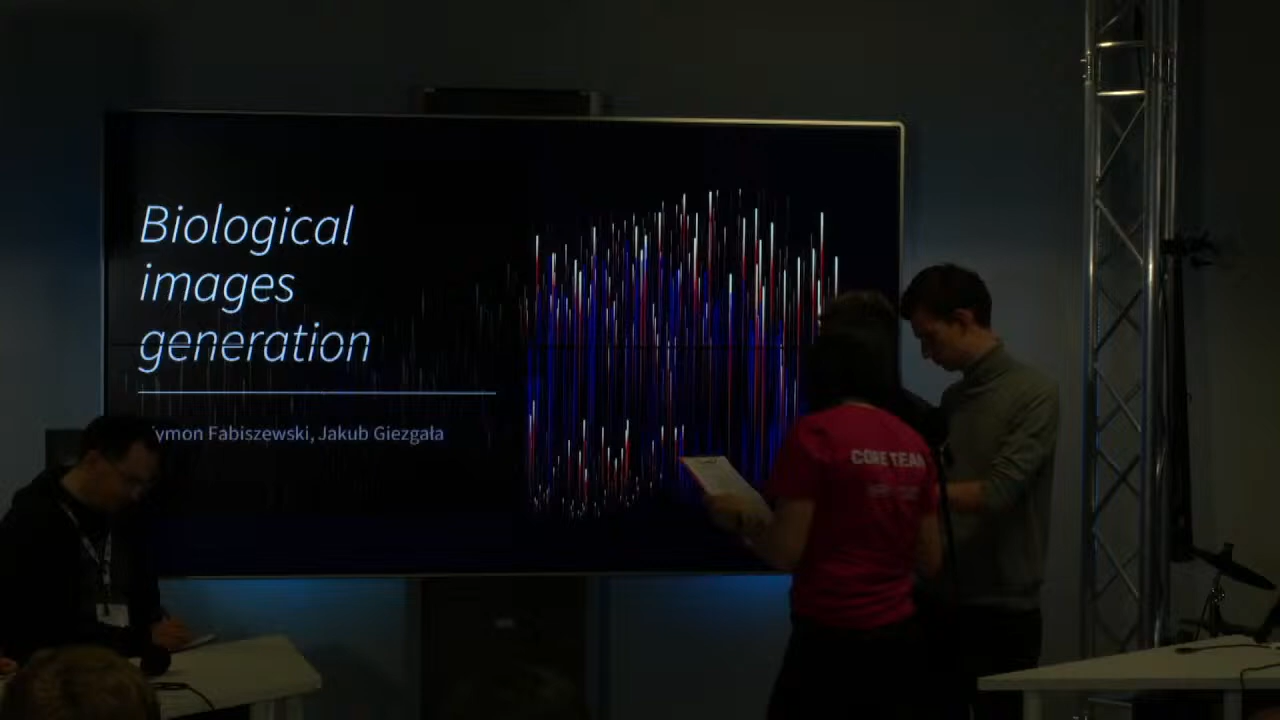 Biological
images
generation
ymon Fabiszewski, Jakub Giezgała
CORE TEAM